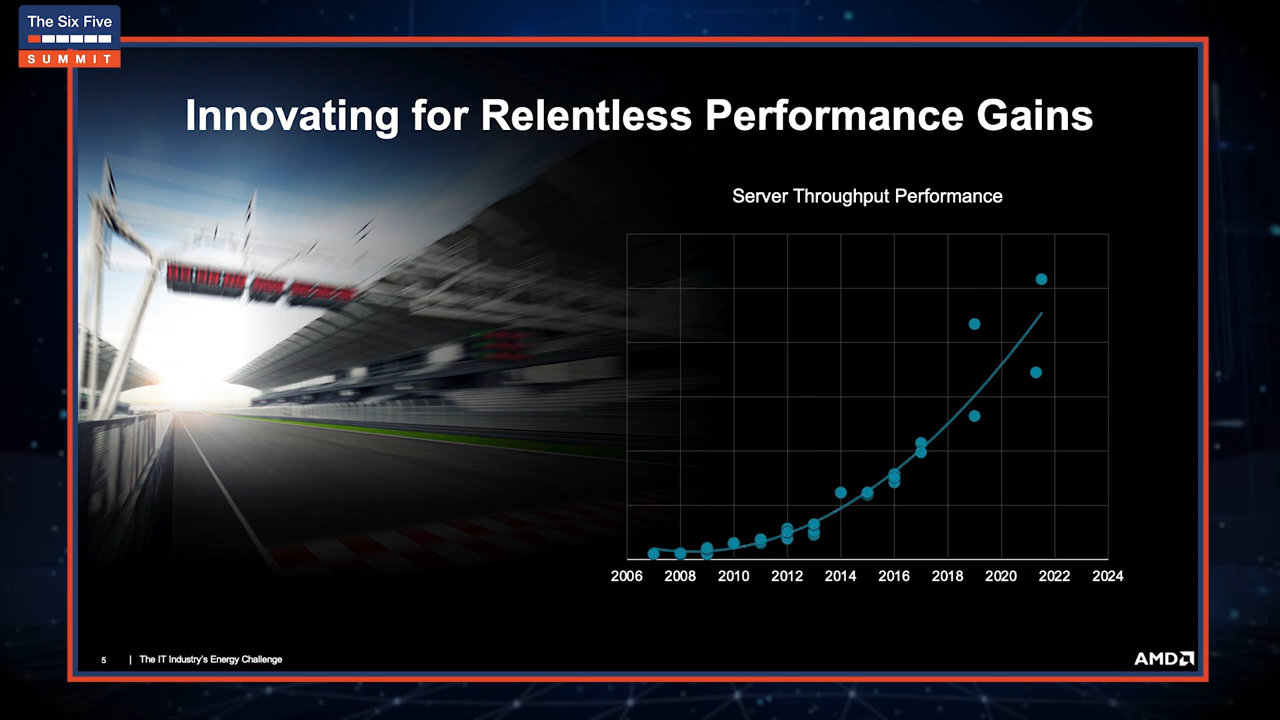 The Six Five
SUMMIT
Innovating for Relentless Performance Gains
Server Throughput Performance
2006 2008 2010 2012 2014 2016 2018 2020 2022 2024
5 | The IT Industry's Energy Challenge
AMD